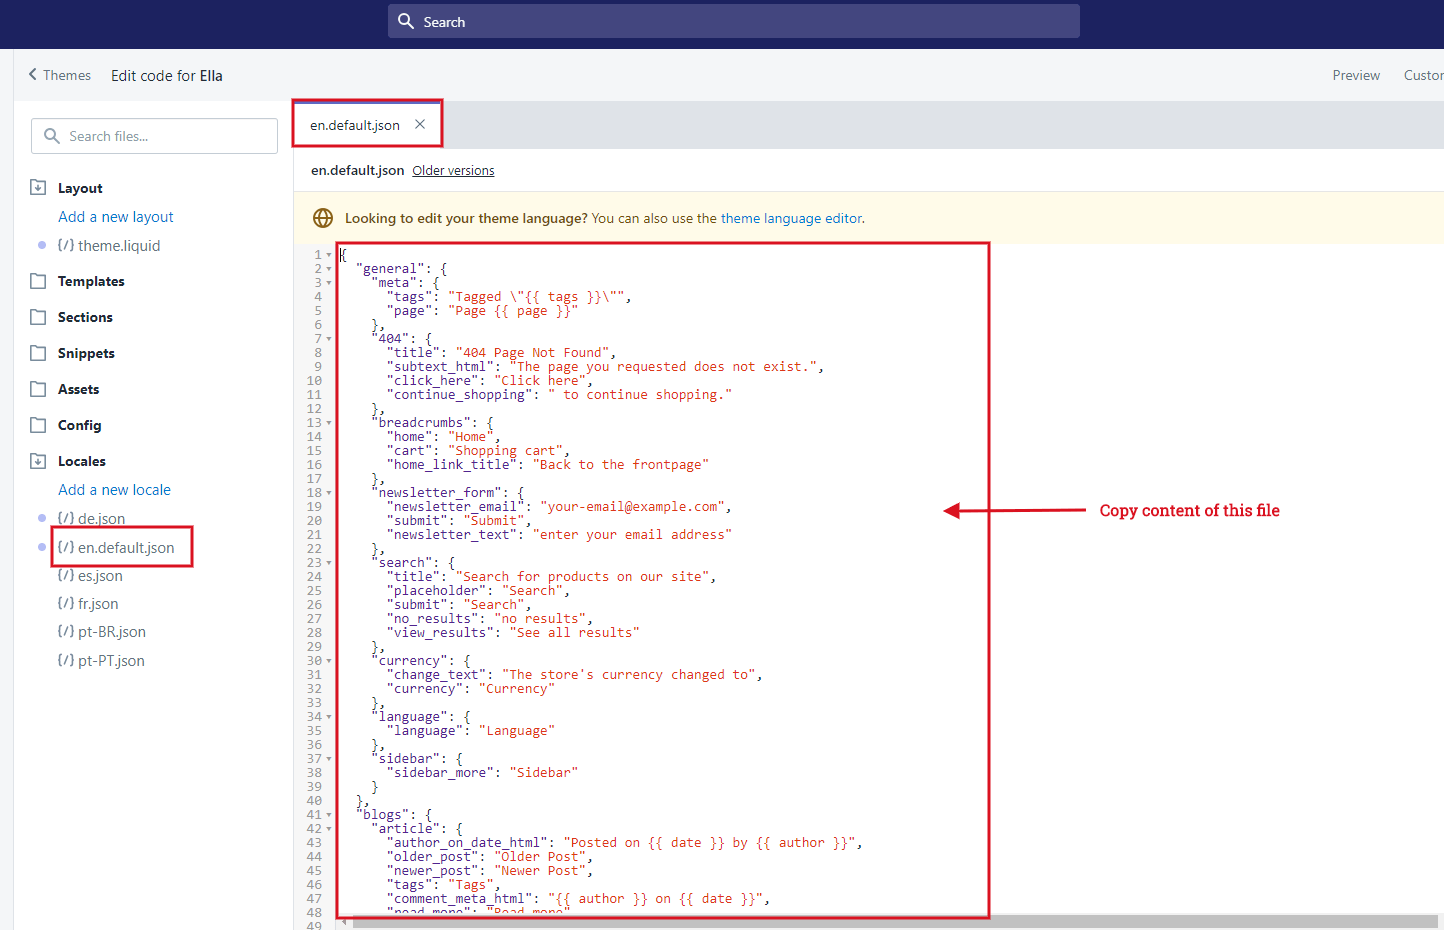 Search
Themes Edit code for Ella Preview Custor
en.default.json
Search files...
en.default.json Older versions
Looking to edit your theme language? You can also use the theme language editor.
Layout
Add a new layout
{/} theme.liquid
Templates
Sections
Snippets
Assets
Config
Locales
Add a new locale
{/} de.json
{/} en.default.json
{/} es.json
{/} fr.json
{/} pt-BR.json
{/} pt-PT.json
1 {
2 "general": {
3 "meta": {
4 "tags": "Tagged \"{{ tags }}\"",
5 "page": "Page {{ page }}"
6 },
7 "404": {
8 "title": "404 Page Not Found",
9 "subtext_html": "The page you requested does not exist.",
10 "click_here": "Click here",
11 "continue_shopping": " to continue shopping."
12 },
13 "breadcrumbs": {
14 "home": "Home",
15 "cart": "Shopping cart",
16 "home_link_title": "Back to the frontpage"
17 },
18 "newsletter_form": {
19 "newsletter_email": "your-email@example.com",
20 "submit": "Submit",
21 "newsletter_text": "enter your email address"
22 },
23 "search": {
24 "title": "Search for products on our site",
25 "placeholder": "Search",
26 "submit": "Search",
27 "no_results": "no results",
28 "view_results": "See all results"
29 },
30 "currency": {
31 "change_text": "The store's currency changed to",
32 "currency": "Currency"
33 },
34 "language": {
35 "language": "Language"
36 },
37 "sidebar": {
38 "sidebar_more": "Sidebar"
39 }
40 },
41 "blogs": {
42 "article": {
43 "author_on_date_html": "Posted on {{ date }} by {{ author }}",
44 "older_post": "Older Post",
45 "newer_post": "Newer Post",
46 "tags": "Tags",
47 "comment_meta_html": "{{ author }} on {{ date }}",
48 "read_more": "Read more"
49
Copy content of this file